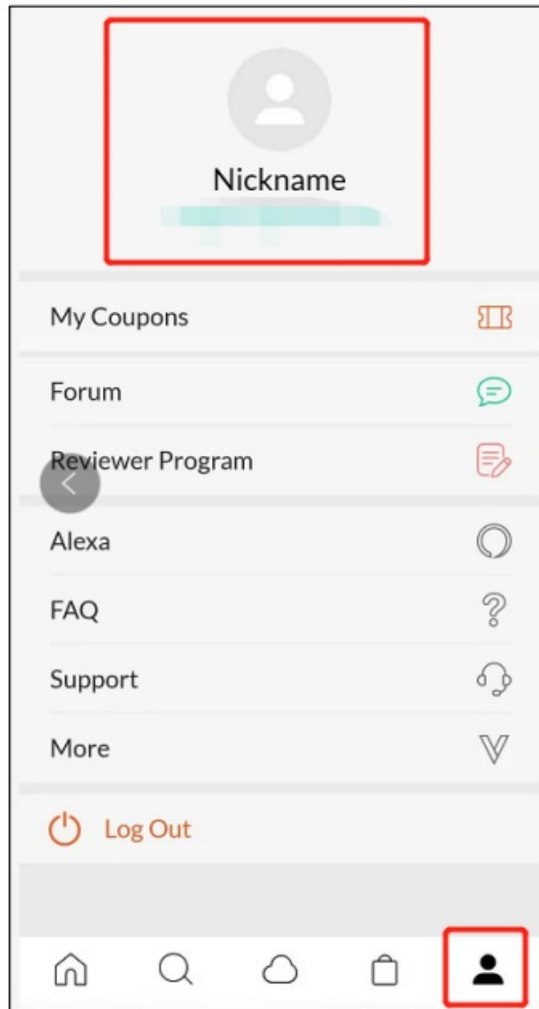 Nickname
My Coupons
Forum
Reviewer Program
Alexa
FAQ
Support
More
Log Out